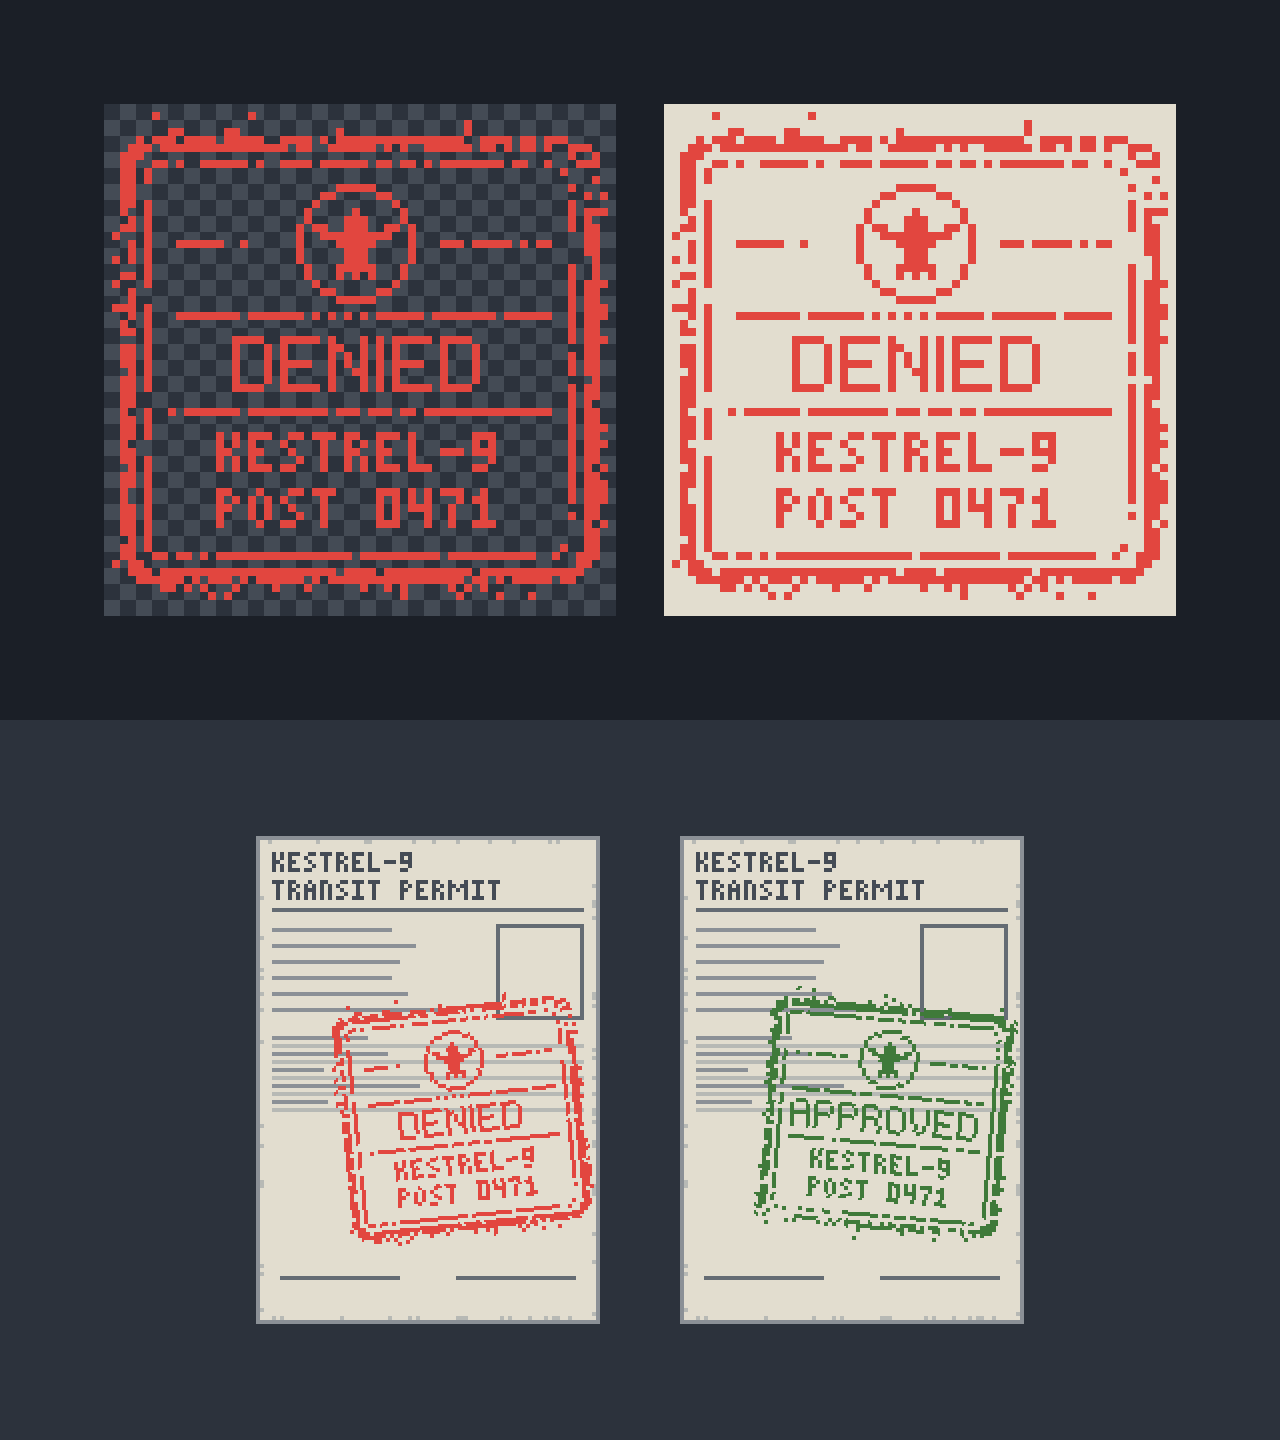 DENIED
KESTREL-9
POST 0471
DENIED
KESTREL-9
POST 0471
KESTREL-9
TRANSIT PERMIT
DENIED
KESTREL-9
POST 0471
KESTREL-9
TRANSIT PERMIT
APPROVED
KESTREL-9
POST 0471